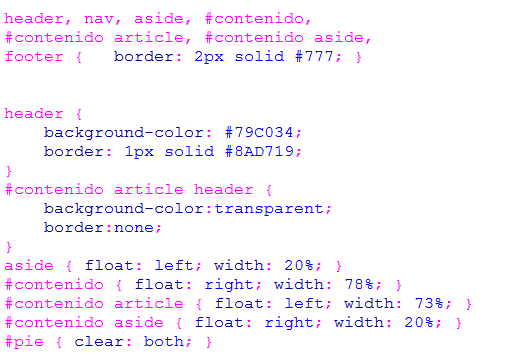 header, nav, aside, #contenido,
#contenido article, #contenido aside,
footer {   border: 2px solid #777; }
header {
    background-color: #79C034;
    border: 1px solid #8AD719;
}
#contenido article header {
    background-color:transparent;
    border:none;
}
aside { float: left; width: 20%; }
#contenido { float: right; width: 78%; }
#contenido article { float: left; width: 73%; }
#contenido aside { float: right; width: 20%; }
#pie { clear: both; }